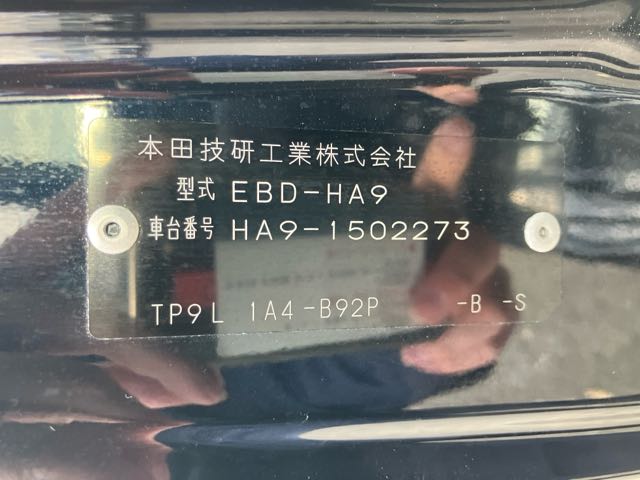 本田技研工業株式会社
型式 EBD-HA9
車台番号 HA9-1502273
TP9L 1A4-B92P -B -S